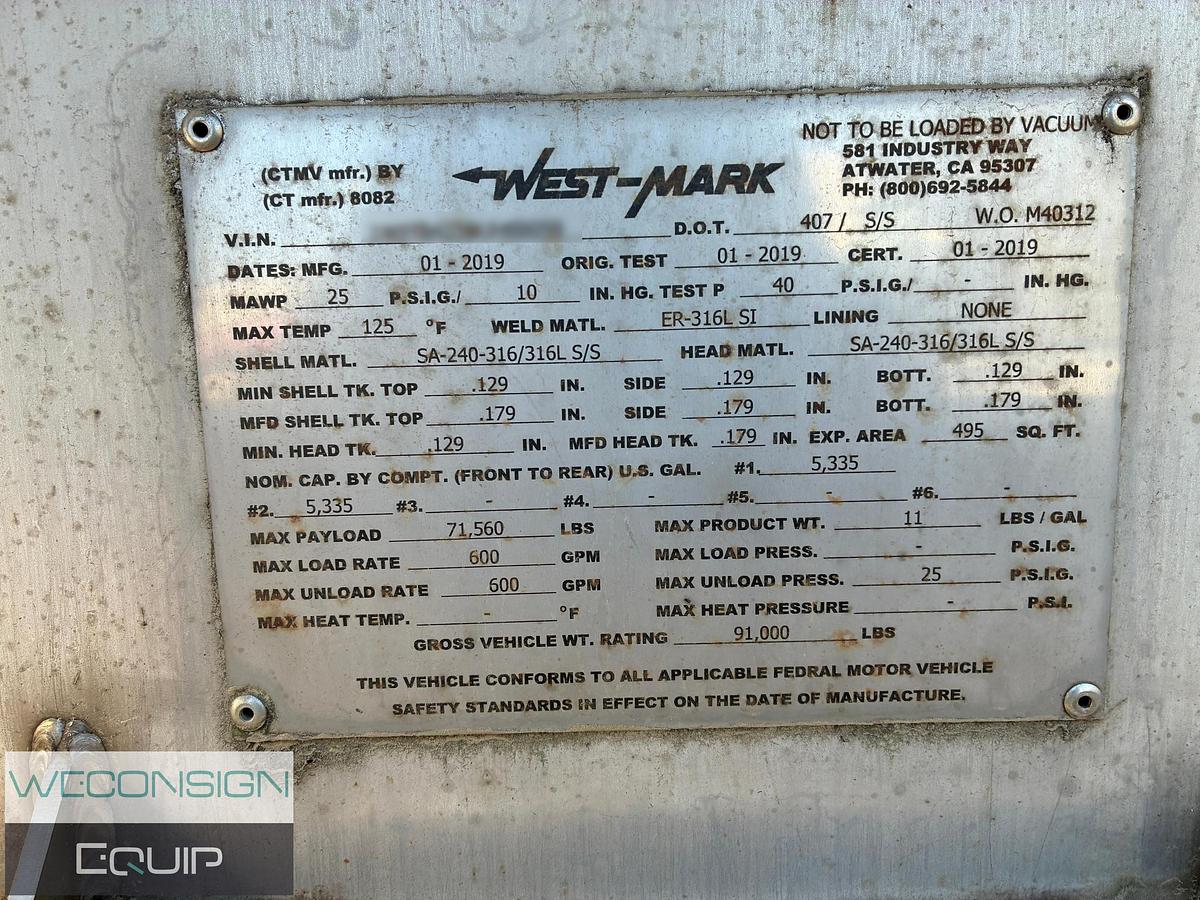 NOT TO BE LOADED BY VACUUM
(CTMV mfr.) BY WEST-MARK 581 INDUSTRY WAY
(CT mfr.) 8082 ATWATER, CA 95307
PH: (800)692-5844
V.I.N. D.O.T. 407 / S/S W.O. M40312
DATES: MFG. 01 - 2019 ORIG. TEST 01 - 2019 CERT. 01 - 2019
MAWP 25 P.S.I.G./ 10 IN. HG. TEST P 40 P.S.I.G./ - IN. HG.
MAX TEMP 125 °F WELD MATL. ER-316L SI LINING NONE
SHELL MATL. SA-240-316/316L S/S HEAD MATL. SA-240-316/316L S/S
MIN SHELL TK. TOP .129 IN. SIDE .129 IN. BOTT. .129 IN.
MFD SHELL TK. TOP .179 IN. SIDE .179 IN. BOTT. .179 IN.
MIN. HEAD TK. .129 IN. MFD HEAD TK. .179 IN. EXP. AREA 495 SQ. FT.
NOM. CAP. BY COMPT. (FRONT TO REAR) U.S. GAL. #1. 5,335
#2. 5,335 #3. - #4. - #5. - #6. -
MAX PAYLOAD 71,560 LBS MAX PRODUCT WT. 11 LBS / GAL
MAX LOAD RATE 600 GPM MAX LOAD PRESS. - P.S.I.G.
MAX UNLOAD RATE 600 GPM MAX UNLOAD PRESS. 25 P.S.I.G.
MAX HEAT TEMP. - °F MAX HEAT PRESSURE - P.S.I.
GROSS VEHICLE WT. RATING 91,000 LBS
THIS VEHICLE CONFORMS TO ALL APPLICABLE FEDRAL MOTOR VEHICLE
SAFETY STANDARDS IN EFFECT ON THE DATE OF MANUFACTURE.
WECONSIGN
EQUIP